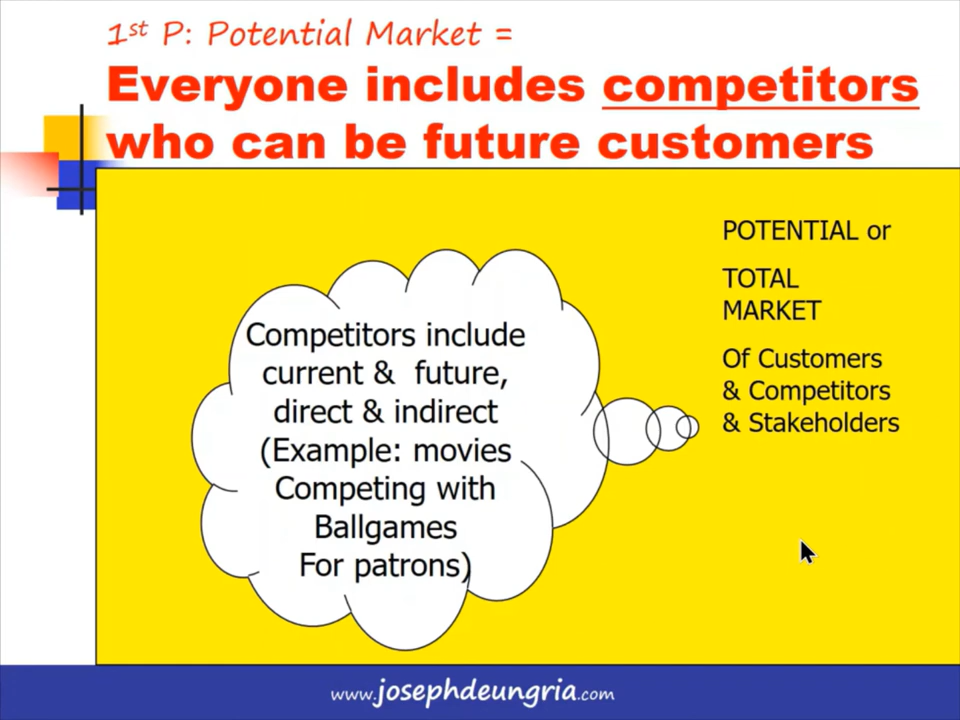 1st P: Potential Market =
Everyone includes competitors
who can be future customers
Competitors include
current & future,
direct & indirect
(Example: movies
Competing with
Ballgames
For patrons)
POTENTIAL or
TOTAL
MARKET
Of Customers
& Competitors
& Stakeholders
www.josephdeungria.com